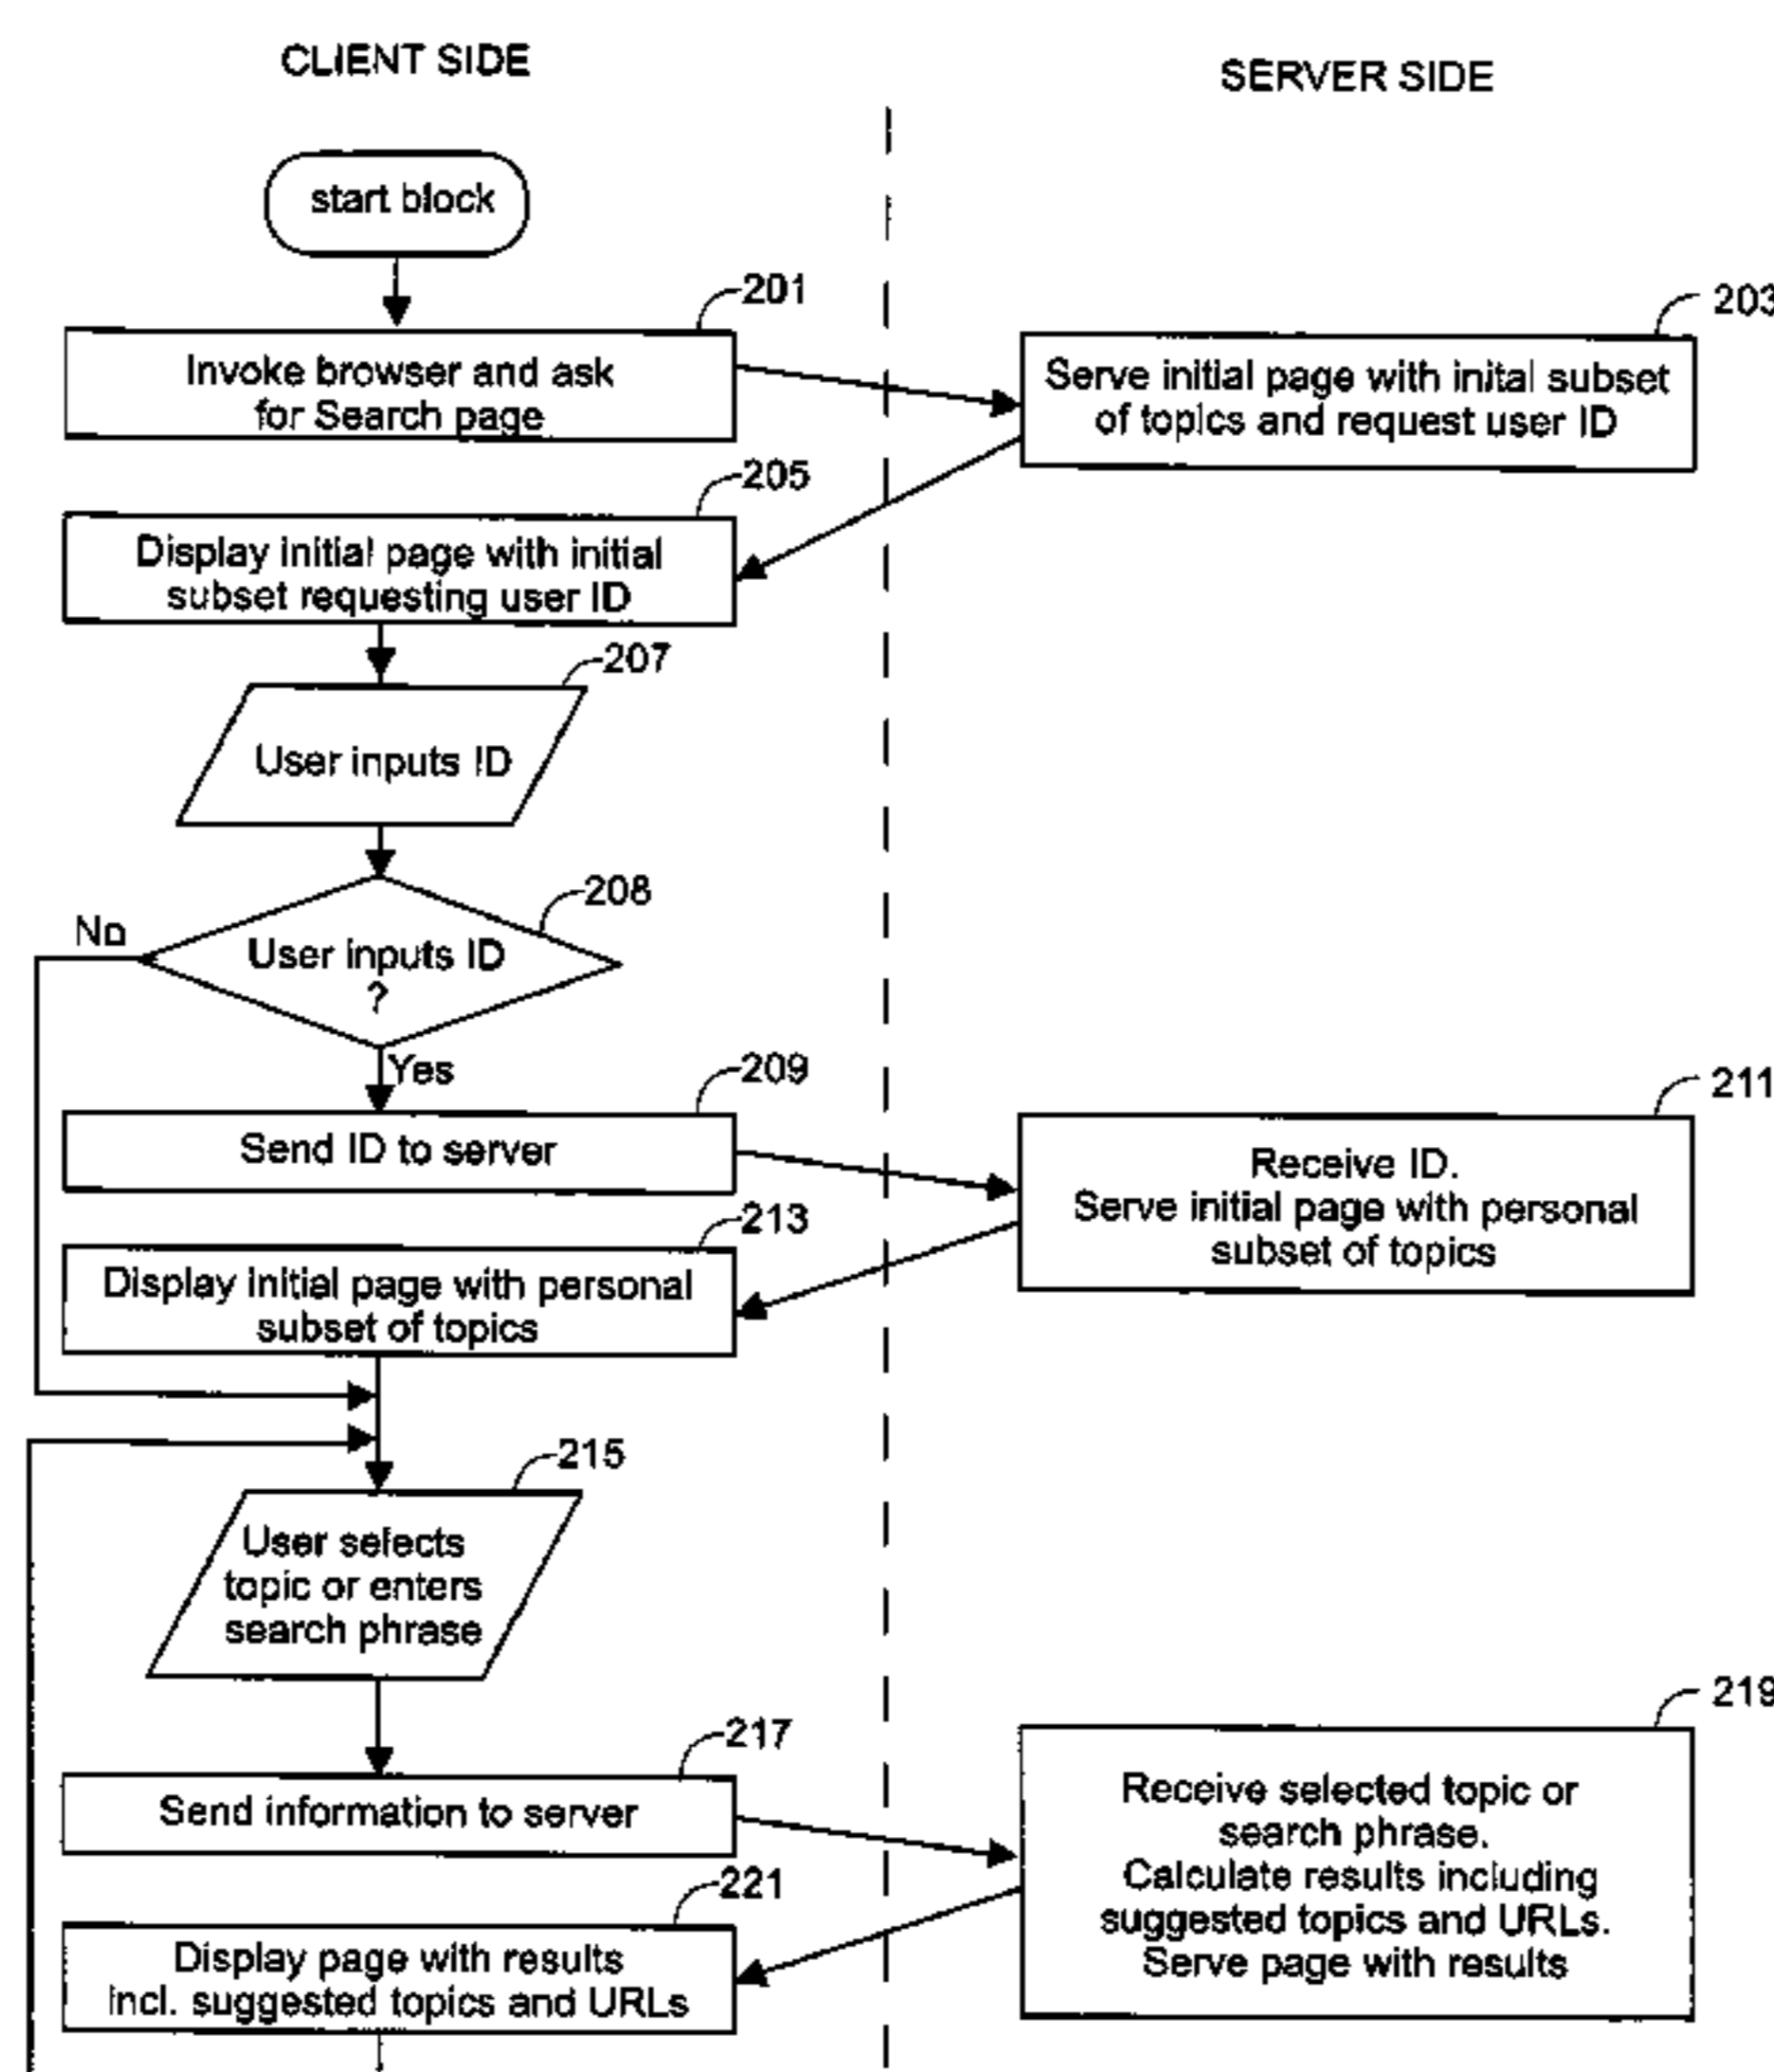 CLIENT SIDE
SERVER SIDE
start block
201
Invoke browser and ask
for Search page
203
Serve initial page with inital subset
of topics and request user ID
205
Display initial page with initial
subset requesting user ID
207
User inputs ID
208
No
User inputs ID
?
Yes
209
Send ID to server
211
Receive ID.
Serve initial page with personal
subset of topics
213
Display initial page with personal
subset of topics
215
User selects
topic or enters
search phrase
217
Send information to server
219
Receive selected topic or
search phrase.
Calculate results including
suggested topics and URLs.
Serve page with results
221
Display page with results
incl. suggested topics and URLs